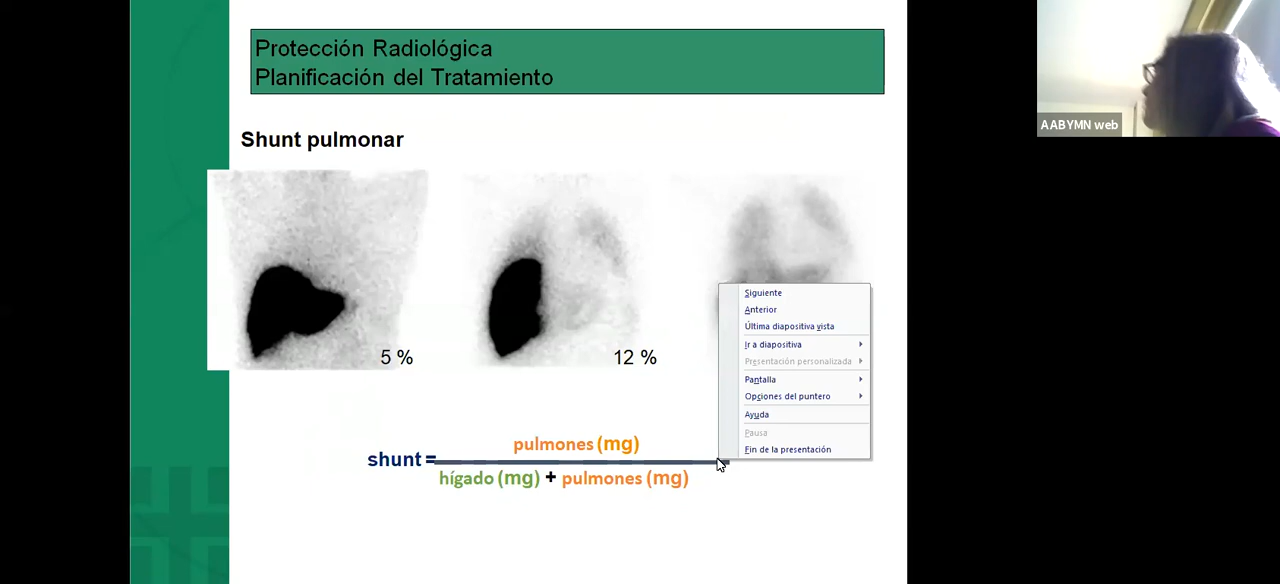 Protección Radiológica
Planificación del Tratamiento
AABYMN web
Shunt pulmonar
5 %
12 %
Siguiente
Anterior
Última diapositiva vista
Ir a diapositiva
Presentación personalizada
Pantalla
Opciones del puntero
Ayuda
Pausa
Fin de la presentación
pulmones (mg)
shunt =
hígado (mg) + pulmones (mg)